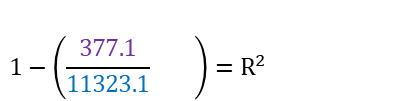 1 − (377.1 / 11323.1) = R²